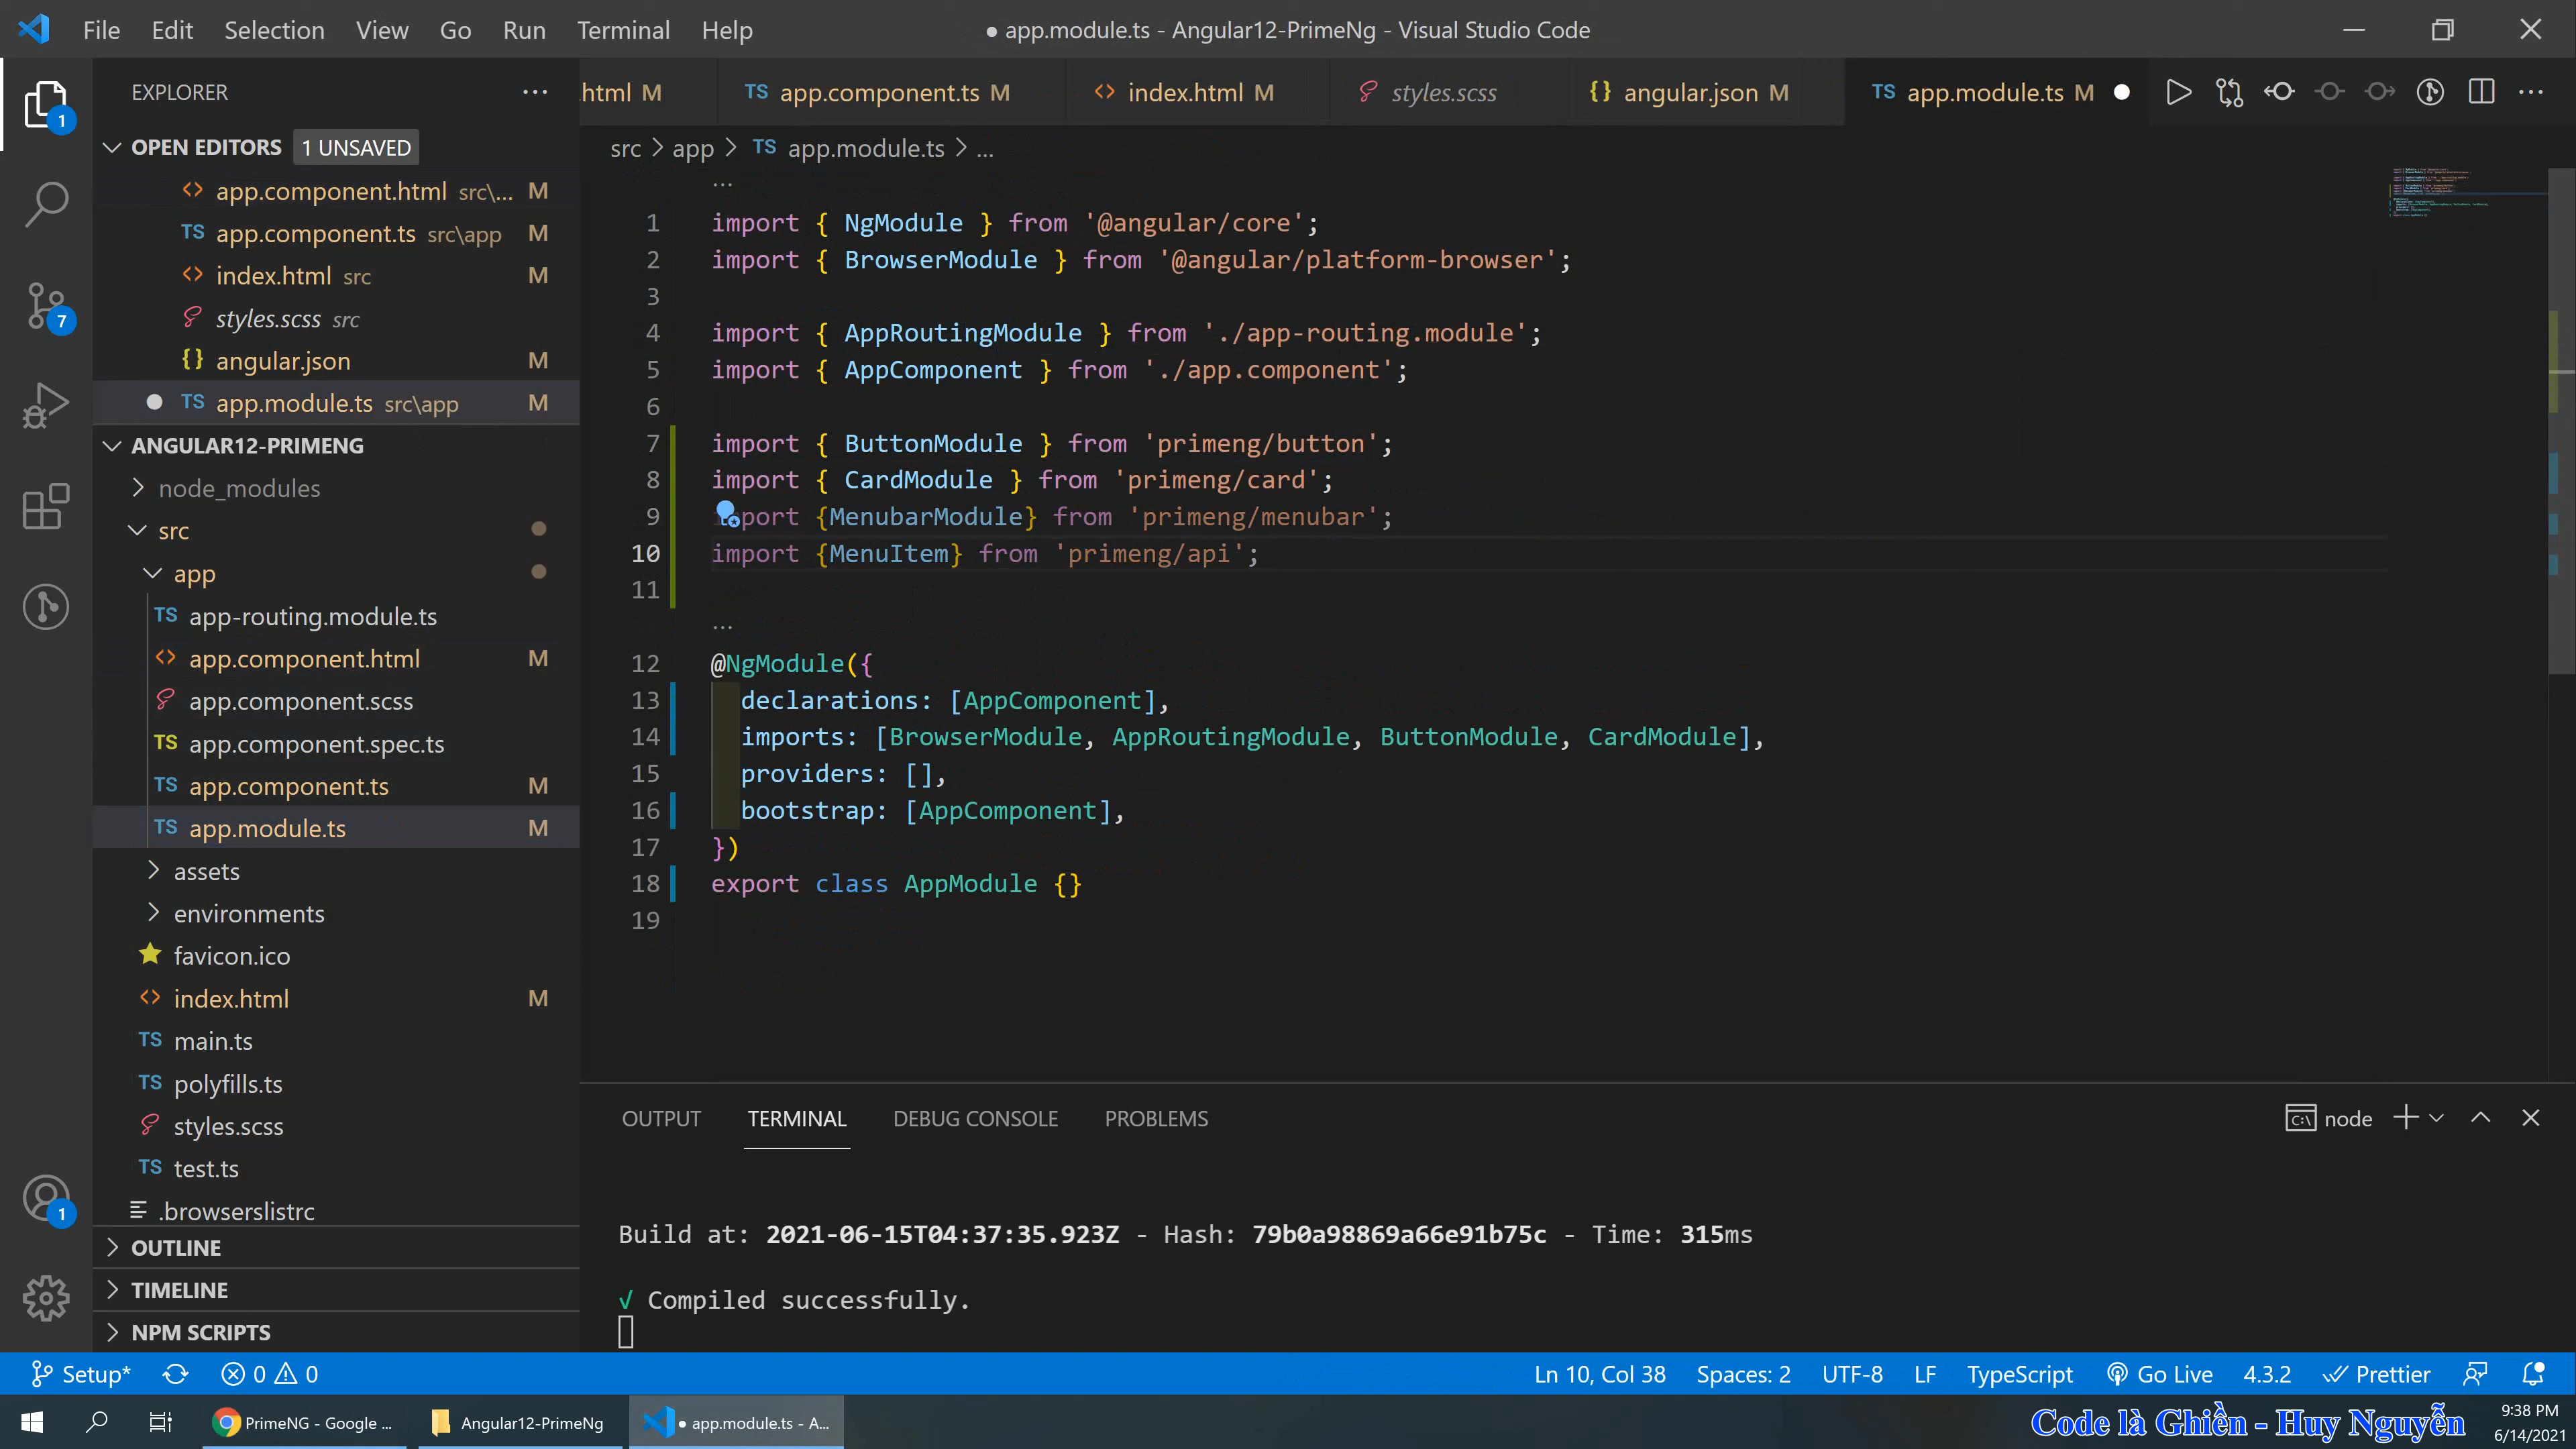 File Edit Selection View Go Run Terminal Help
● app.module.ts - Angular12-PrimeNg - Visual Studio Code
EXPLORER
html M
TS app.component.ts M
<> index.html M
styles.scss
{} angular.json M
TS app.module.ts M
OPEN EDITORS 1 UNSAVED
<> app.component.html src\... M
TS app.component.ts src\app M
<> index.html src M
styles.scss src
{} angular.json M
TS app.module.ts src\app M
ANGULAR12-PRIMENG
node_modules
src
app
TS app-routing.module.ts
<> app.component.html M
app.component.scss
TS app.component.spec.ts
TS app.component.ts M
TS app.module.ts M
assets
environments
favicon.ico
<> index.html M
TS main.ts
TS polyfills.ts
styles.scss
TS test.ts
.browserslistrc
OUTLINE
TIMELINE
NPM SCRIPTS
1
7
1
src > app > TS app.module.ts > ...
...
1 import { NgModule } from '@angular/core';
2 import { BrowserModule } from '@angular/platform-browser';
3
4 import { AppRoutingModule } from './app-routing.module';
5 import { AppComponent } from './app.component';
6
7 import { ButtonModule } from 'primeng/button';
8 import { CardModule } from 'primeng/card';
9 import {MenubarModule} from 'primeng/menubar';
10 import {MenuItem} from 'primeng/api';
11
...
12 @NgModule({
13 declarations: [AppComponent],
14 imports: [BrowserModule, AppRoutingModule, ButtonModule, CardModule],
15 providers: [],
16 bootstrap: [AppComponent],
17 })
18 export class AppModule {}
19
OUTPUT TERMINAL DEBUG CONSOLE PROBLEMS
node
Build at: 2021-06-15T04:37:35.923Z - Hash: 79b0a98869a66e91b75c - Time: 315ms
√ Compiled successfully.
Setup* 0 0
Ln 10, Col 38 Spaces: 2 UTF-8 LF TypeScript Go Live 4.3.2 Prettier
PrimeNG - Google ...
Angular12-PrimeNg
● app.module.ts - A...
Code là Ghiền - Huy Nguyễn
9:38 PM
6/14/2021